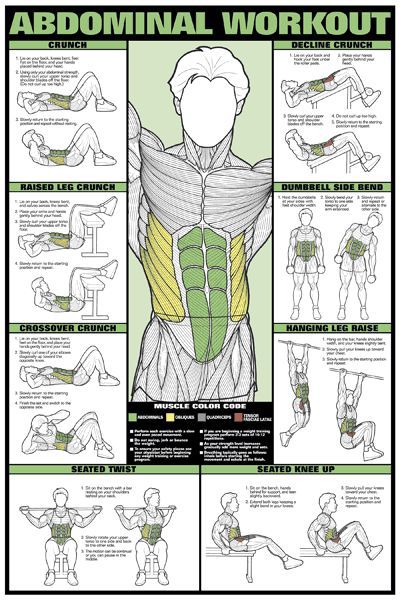 ABDOMINAL WORKOUT
CRUNCH
1. Lie on your back, knees bent, feet
flat on the floor, and your hands
placed behind your head.
2. Using only your abdominal strength,
slowly curl your upper torso and
shoulder blades off the floor.
(Do not curl up too high.)
3. Slowly return to the starting
position and repeat without resting.
DECLINE CRUNCH
1. Lie on your back and
hook your feet under
the roller pads.
2. Place your hands
gently behind your
head.
3. Slowly curl your upper
torso and shoulder
blades off the bench.
4. Do not curl up too high.
5. Slowly return to the starting
position and repeat.
RAISED LEG CRUNCH
1. Lie on your back, knees bent,
and calves across the bench.
2. Place your arms and hands
gently behind your head.
3. Slowly curl your upper torso
and shoulder blades off the
floor.
4. Slowly return to the starting
position and repeat.
DUMBELL SIDE BEND
1. Hold the dumbbells
at your sides with
feet shoulder width.
2. Slowly bend your
torso to one side
keeping your
arm extended.
3. Slowly return
and repeat or
alternate to the
other side.
CROSSOVER CRUNCH
1. Lie on your back, knees bent,
feet on the floor, and place your
hands gently behind your head.
2. Slowly curl one of your elbows
diagonally up toward
the opposite knee.
3. Slowly return to the starting
position and repeat.
4. Finish the set and switch to the
opposite side.
HANGING LEG RAISE
1. Hang on the bar, hands shoulder
width, and your knees slightly bent.
2. Slowly pull your knees up toward
your chest.
3. Slowly return to the starting position
and repeat.
MUSCLE COLOR CODE
ABDOMINALS
OBLIQUES
QUADRICEPS
TENSOR
FASCIAE LATAE
Perform each exercise with a slow
and even paced movement.
Do not swing, jerk or bounce
the weight.
To ensure your safety please see
your physician before beginning
any weight training or exercise
program.
If you are beginning a weight training
program perform 2-3 sets of 10-12
repetitions.
As your strength level increases
gradually add more weight and sets.
Breathing typically goes as follows:
inhale before starting the
movement and exhale at the finish.
SEATED TWIST
1. Sit on the bench with a bar
resting on your shoulders
behind your neck.
2. Slowly rotate your upper
torso to one side and back
to the other side.
3. The motion can be continual
or you can pause in the
middle.
SEATED KNEE UP
1. Sit on the bench, hands
behind for support, and lean
slightly backward.
2. Extend both legs keeping a
slight bend in your knees.
3. Slowly pull your knees
toward your chest.
4. Slowly return to the
starting position
and repeat.